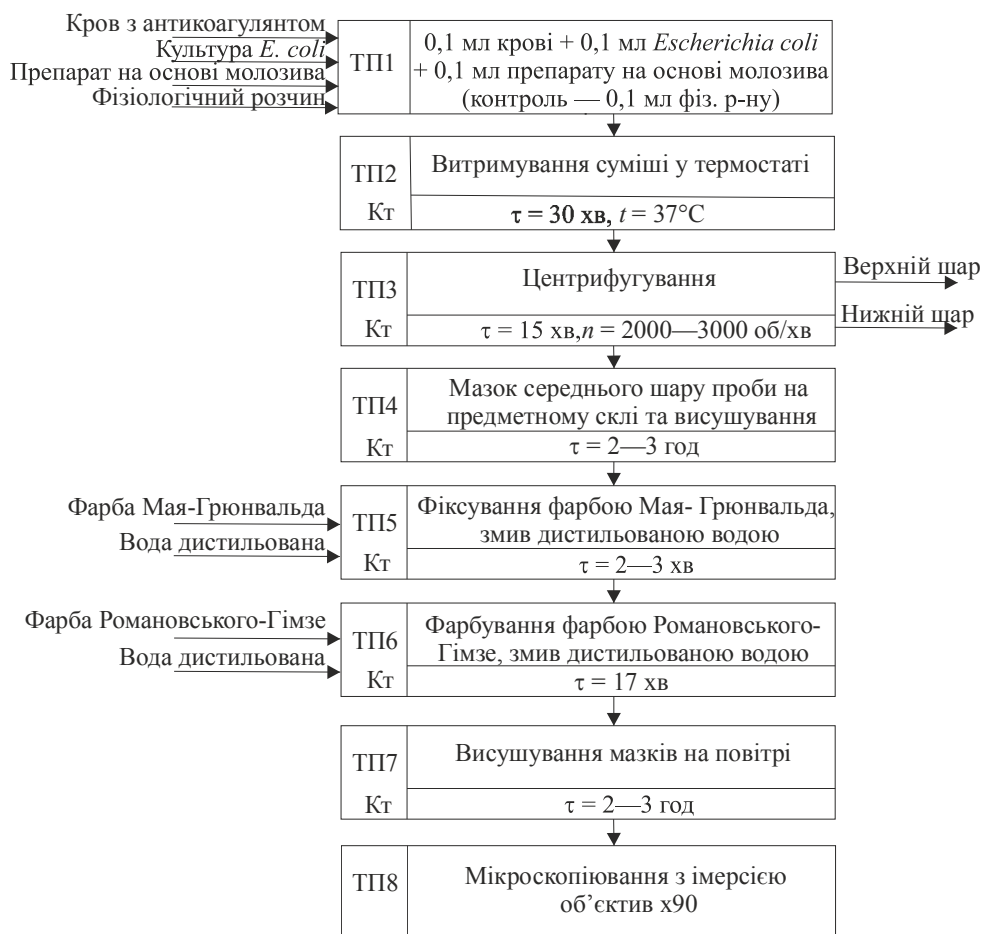 Кров з антикоагулянтом
Культура E. coli
Препарат на основі молозива
Фізіологічний розчин
ТП1
0,1 мл крові + 0,1 мл Escherichia coli
+ 0,1 мл препарату на основі молозива
(контроль — 0,1 мл фіз. р-ну)
ТП2
Витримування суміші у термостаті
Кт
τ = 30 хв, t = 37°C
ТП3
Центрифугування
Верхній шар
Кт
τ = 15 хв,n = 2000—3000 об/хв
Нижній шар
ТП4
Мазок середнього шару проби на
предметному склі та висушування
Кт
τ = 2—3 год
Фарба Мая-Грюнвальда
Вода дистильована
ТП5
Фіксування фарбою Мая- Грюнвальда,
змив дистильованою водою
Кт
τ = 2—3 хв
Фарба Романовського-Гімзе
Вода дистильована
ТП6
Фарбування фарбою Романовського-
Гімзе, змив дистильованою водою
Кт
τ = 17 хв
ТП7
Висушування мазків на повітрі
Кт
τ = 2—3 год
ТП8
Мікроскопіювання з імерсією
об’єктив х90